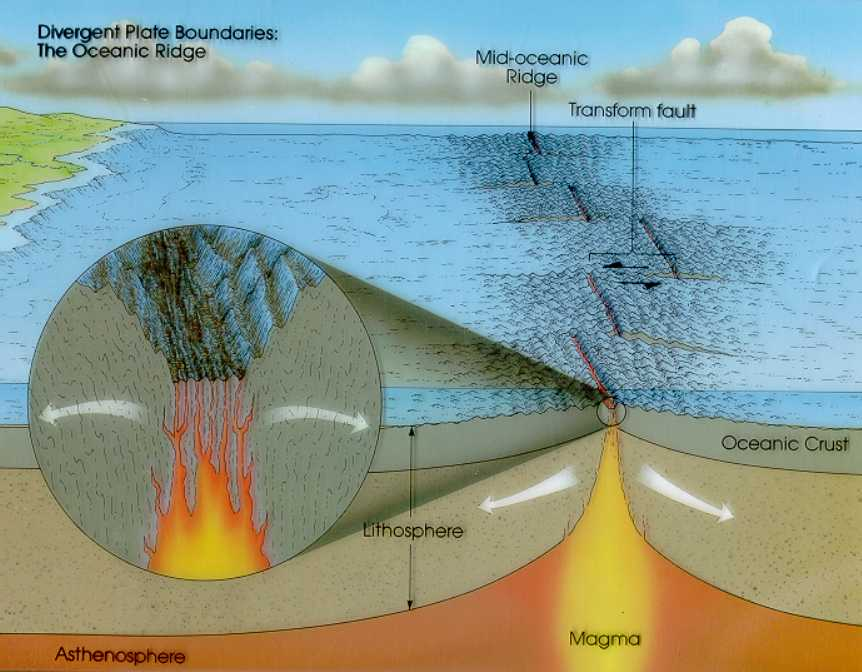 Divergent Plate Boundaries:
The Oceanic Ridge
Mid-oceanic
Ridge
Transform fault
Oceanic Crust
Lithosphere
Magma
Asthenosphere